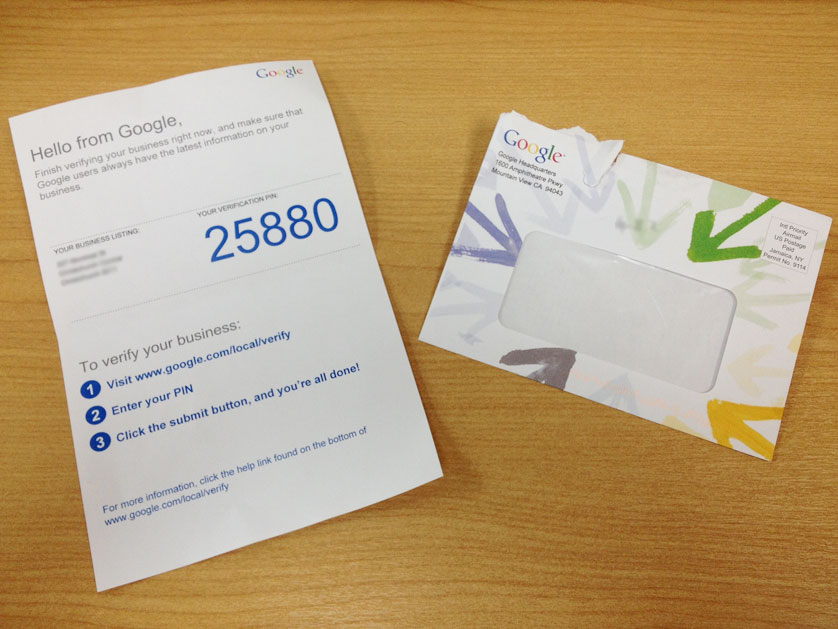 Google
Hello from Google,
Finish verifying your business right now, and make sure that
Google users always have the latest information on your
business.
YOUR BUSINESS LISTING:
YOUR VERIFICATION PIN:
25880
To verify your business:
1 Visit www.google.com/local/verify
2 Enter your PIN
3 Click the submit button, and you're all done!
For more information, click the help link found on the bottom of
www.google.com/local/verify
Google
Google Headquarters
1600 Amphitheatre Pkwy
Mountain View CA. 94043
Intl Priority
Airmail
US Postage
Paid
Jamaica, NY
Permit No. 9114